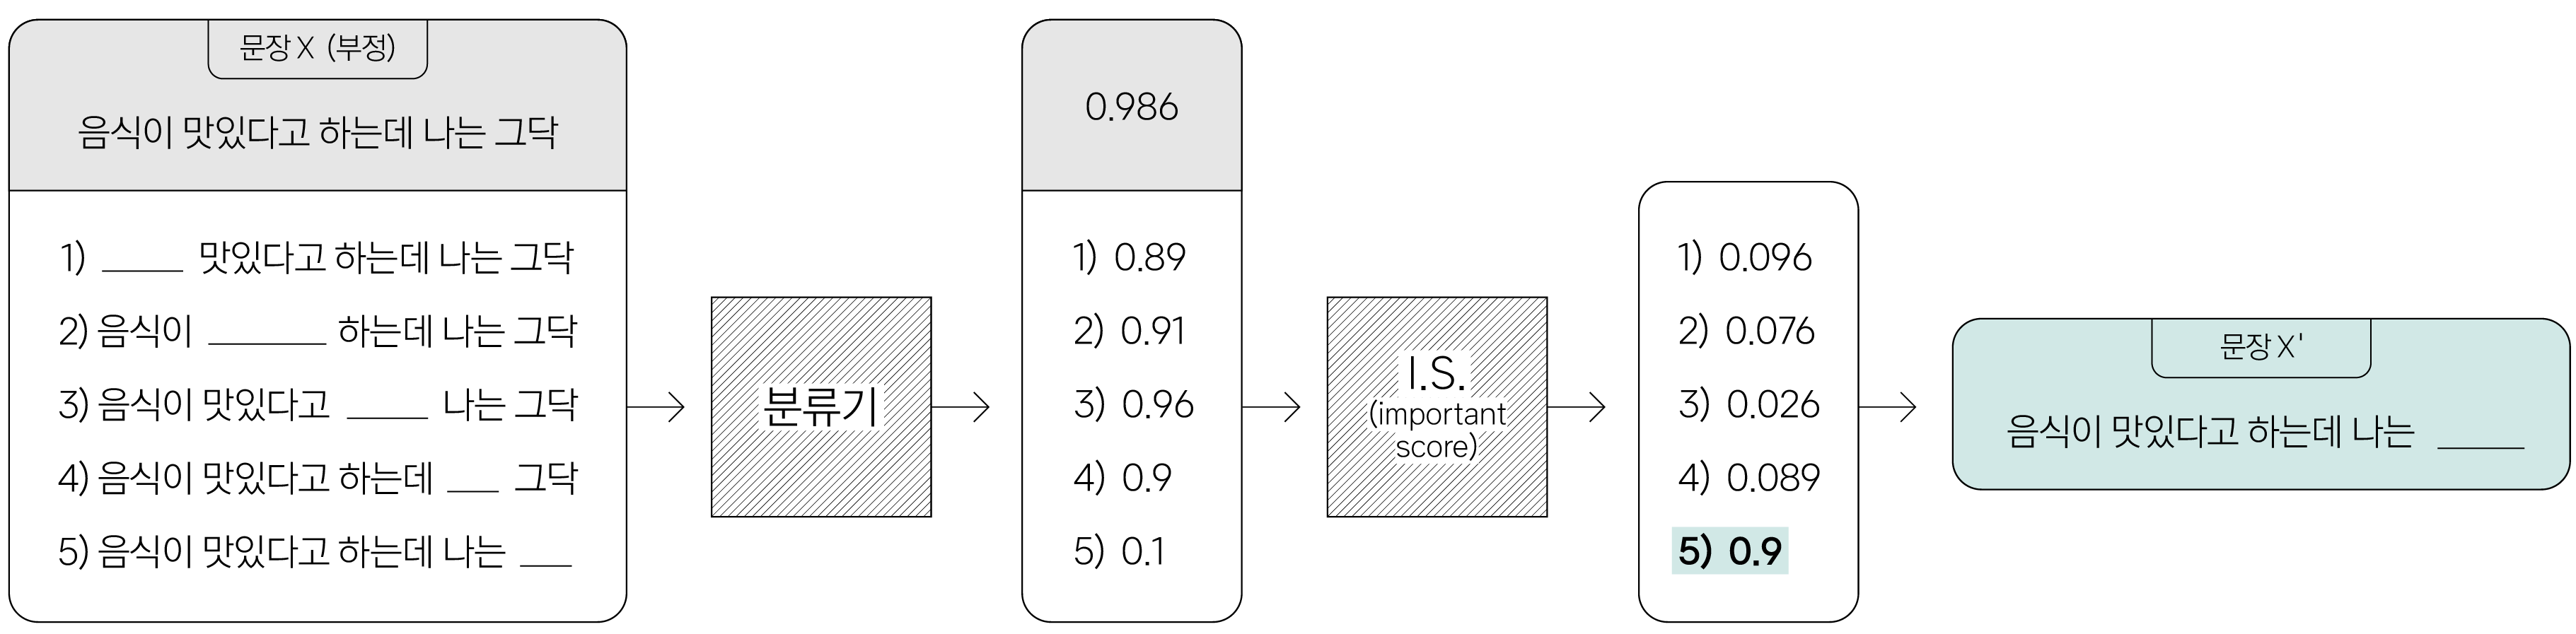 문장 X (부정)
음식이 맛있다고 하는데 나는 그닥
1) _____ 맛있다고 하는데 나는 그닥
2) 음식이 _______ 하는데 나는 그닥
3) 음식이 맛있다고 _____ 나는 그닥
4) 음식이 맛있다고 하는데 ___ 그닥
5) 음식이 맛있다고 하는데 나는 ___
분류기
0.986
1) 0.89
2) 0.91
3) 0.96
4) 0.9
5) 0.1
I.S.
(important
score)
1) 0.096
2) 0.076
3) 0.026
4) 0.089
5) 0.9
문장 X'
음식이 맛있다고 하는데 나는 _____